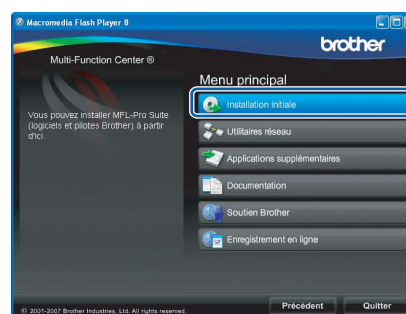 Macromedia Flash Player 8
brother
Multi-Function Center ®
Menu principal
Vous pouvez installer MFL-Pro Suite
(logiciels et pilotes Brother) à partir
d'ici.
Installation initiale
Utilitaires réseau
Applications supplémentaires
Documentation
Soutien Brother
Enregistrement en ligne
© 2001-2007 Brother Industries, Ltd. All rights reserved.
Précédent
Quitter